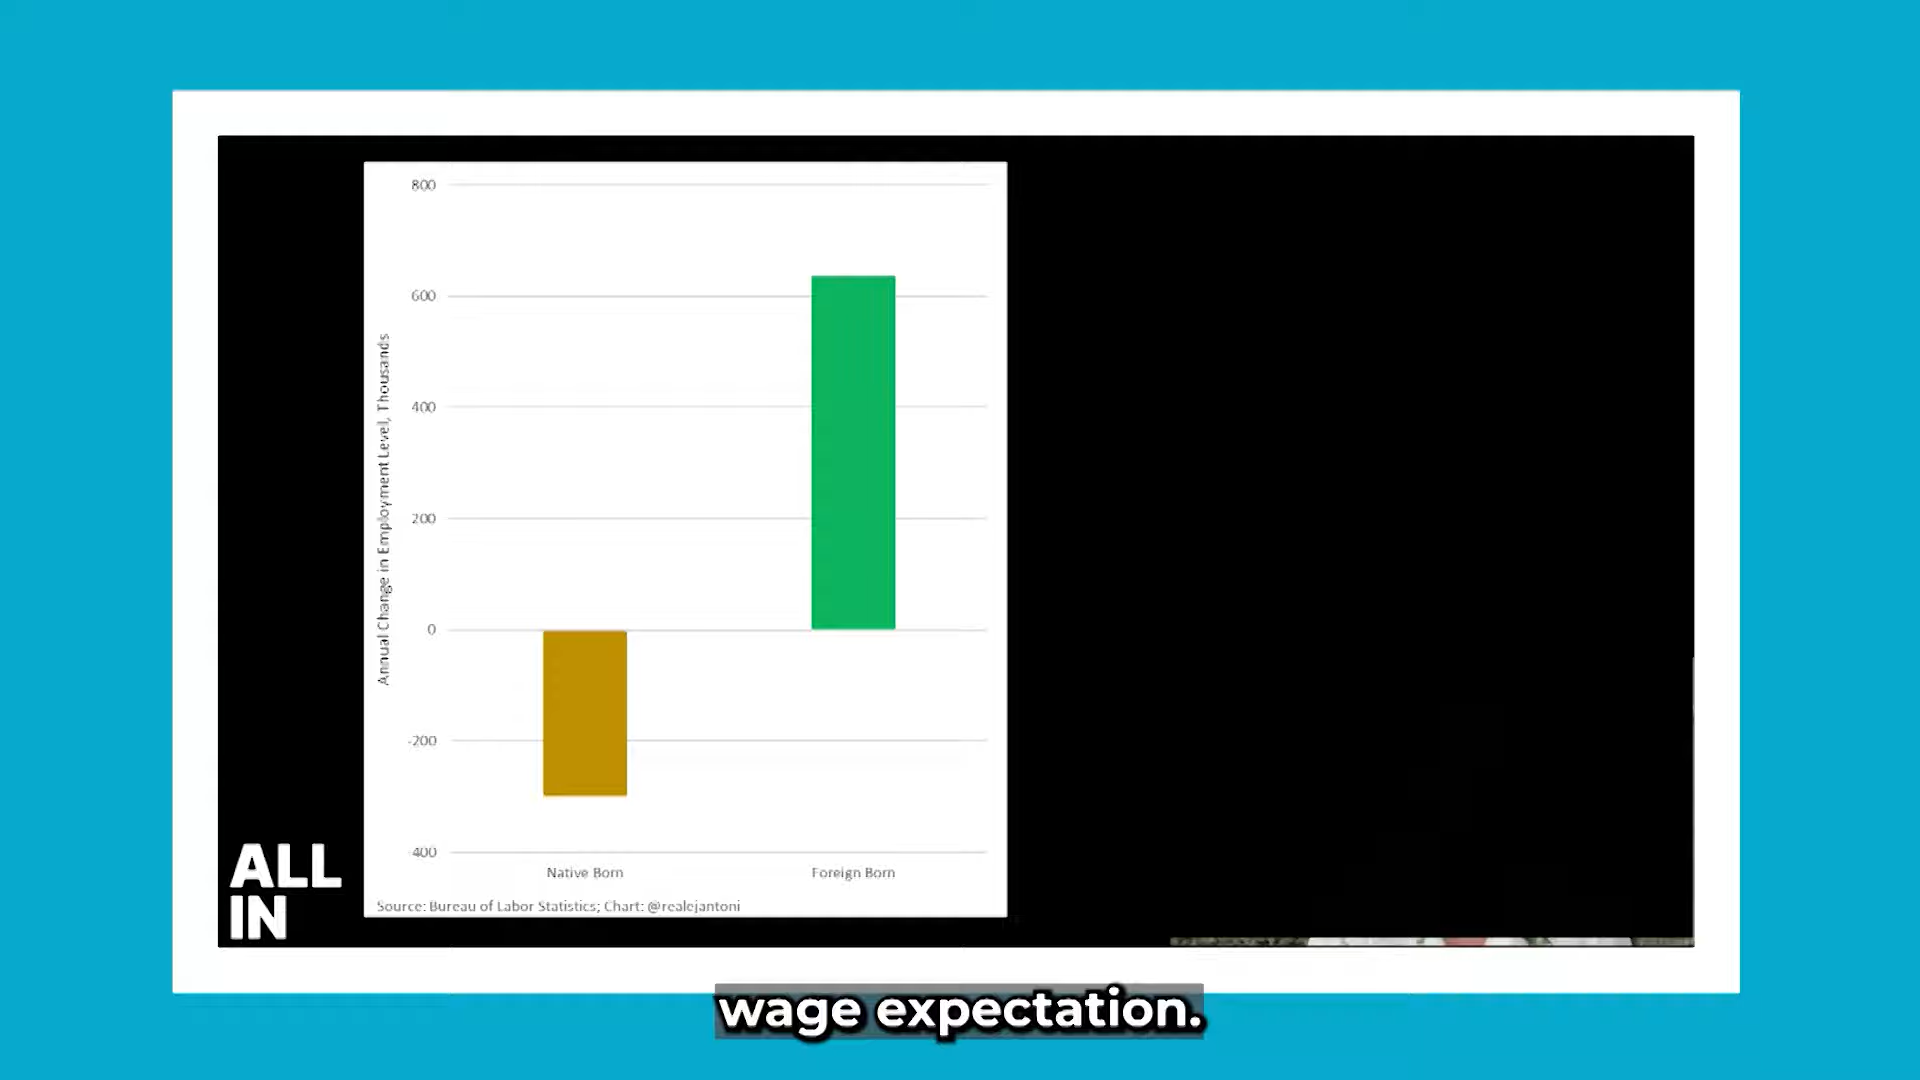 800
600
400
200
0
-200
400
Annual Change in Employment Level, Thousands
Native Born
Foreign Born
Source: Bureau of Labor Statistics; Chart: @realejantoni
ALL
IN
wage expectation.